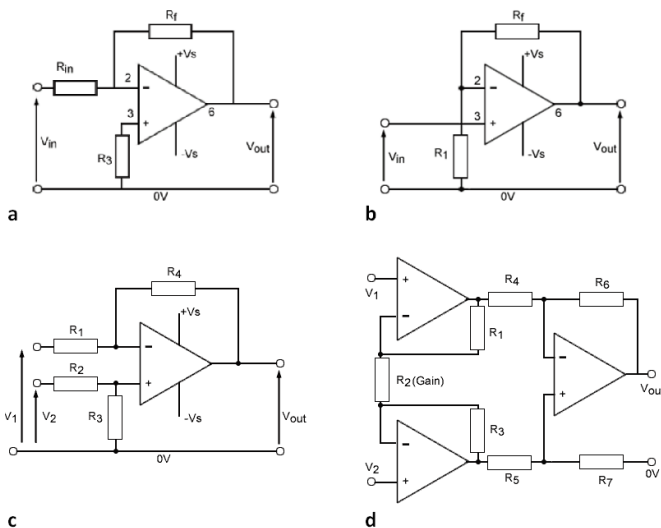 Rf
+Vs
Rin
2
−
3
+
6
Vin
R3
-Vs
Vout
0V
a
Rf
+Vs
2
−
3
+
6
Vin
R1
-Vs
Vout
0V
b
R4
+Vs
R1
−
R2
+
V1
V2
R3
-Vs
Vout
0V
c
V1
+
−
R4
R6
R1
R2(Gain)
−
+
Vou
R3
−
V2
+
R5
R7
0V
d